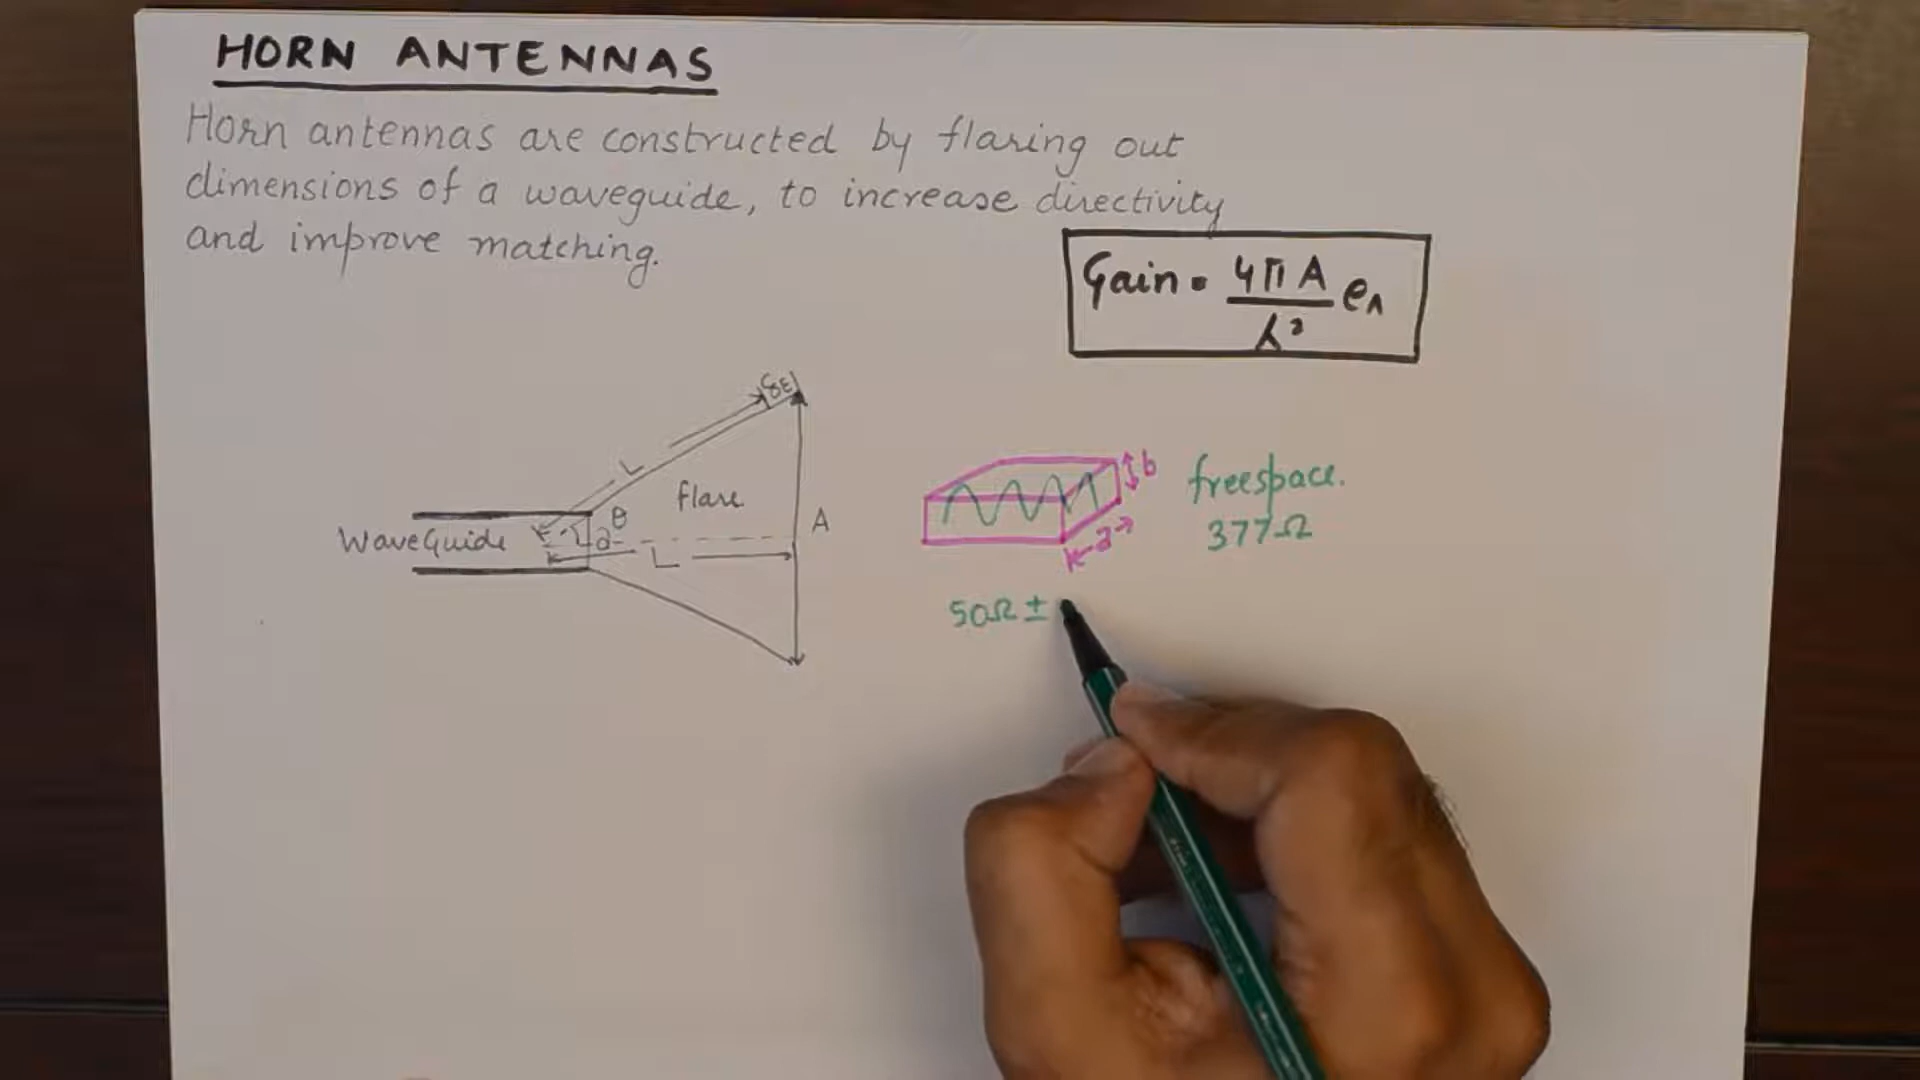 HORN ANTENNAS
Horn antennas are constructed by flaring out
dimensions of a waveguide, to increase directivity
and improve matching.
Gain = 4πA / λ² eA
δE
L
flare
θ
WaveGuide
a
A
L
b
a
freespace.
377Ω
50Ω ±